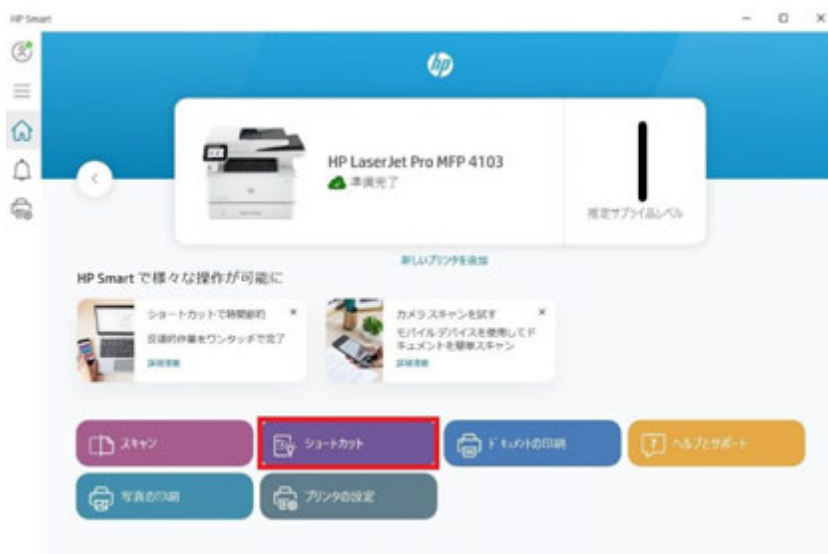 HP Smart
hp
HP LaserJet Pro MFP 4103
準備完了
推定サプライ品レベル
新しいプリンタを追加
HP Smart で様々な操作が可能に
ショートカットで時間節約
反復的作業をワンタッチで完了
詳細情報
カメラ スキャンを試す
モバイル デバイスを使用してド
キュメントを簡単スキャン
詳細情報
スキャン
ショートカット
ドキュメントの印刷
ヘルプとサポート
写真の印刷
プリンタの設定